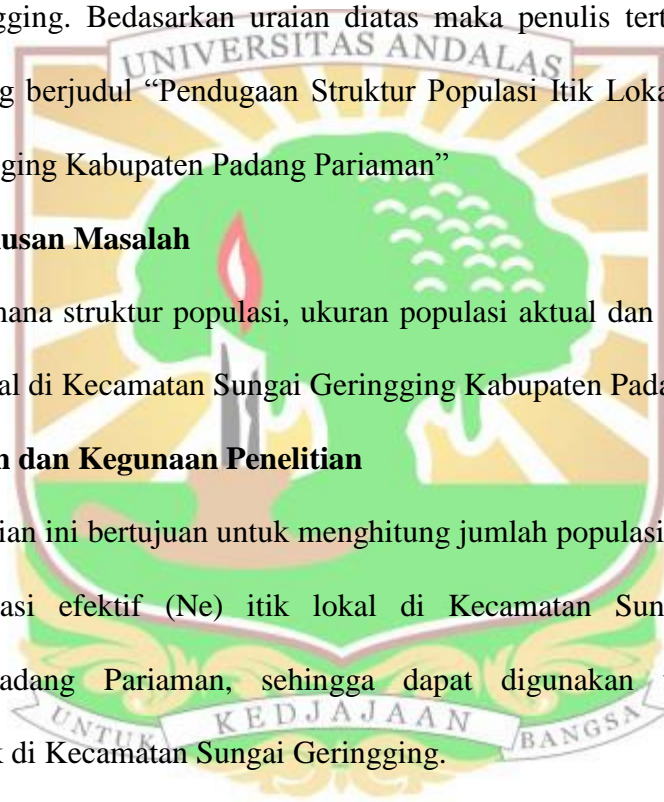 gging. Bedasarkan uraian diatas maka penulis tert
UNIVERSITAS ANDALAS
g berjudul “Pendugaan Struktur Populasi Itik Loka
ging Kabupaten Padang Pariaman”
usan Masalah
nana struktur populasi, ukuran populasi aktual dan
al di Kecamatan Sungai Geringging Kabupaten Pada
n dan Kegunaan Penelitian
ian ini bertujuan untuk menghitung jumlah populasi
asi efektif (Ne) itik lokal di Kecamatan Sun
adang Pariaman, sehingga dapat digunakan
UNTUK KEDJAJAAN BANGSA
k di Kecamatan Sungai Geringging.